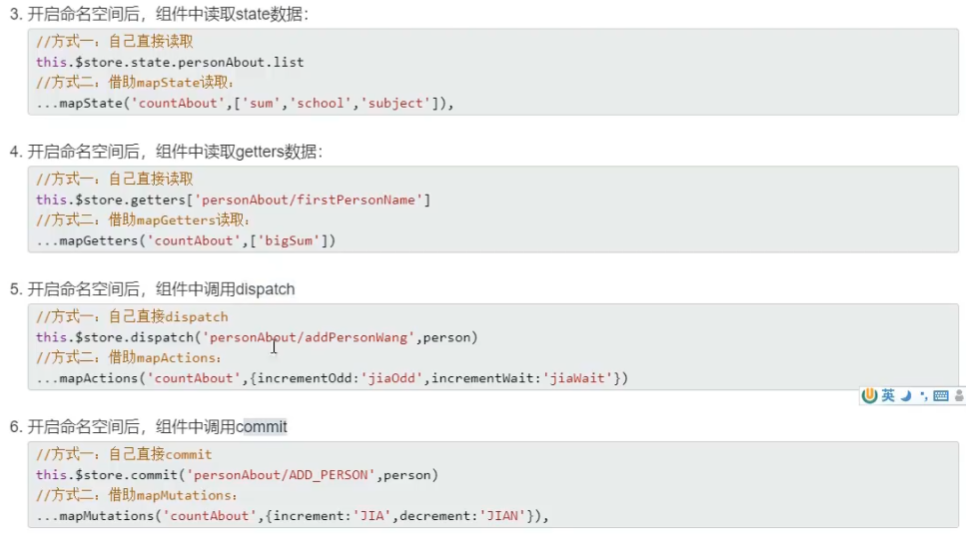 3. 开启命名空间后，组件中读取state数据：
//方式一：自己直接读取
this.$store.state.personAbout.list
//方式二：借助mapState读取：
...mapState('countAbout',['sum','school','subject']),
4. 开启命名空间后，组件中读取getters数据：
//方式一：自己直接读取
this.$store.getters['personAbout/firstPersonName']
//方式二：借助mapGetters读取：
...mapGetters('countAbout',['bigSum'])
5. 开启命名空间后，组件中调用dispatch
//方式一：自己直接dispatch
this.$store.dispatch('personAbout/addPersonWang',person)
//方式二：借助mapActions：
...mapActions('countAbout',{incrementOdd:'jiaOdd',incrementWait:'jiaWait'})
英
6. 开启命名空间后，组件中调用commit
//方式一：自己直接commit
this.$store.commit('personAbout/ADD_PERSON',person)
//方式二：借助mapMutations：
...mapMutations('countAbout',{increment:'JIA',decrement:'JIAN'}),